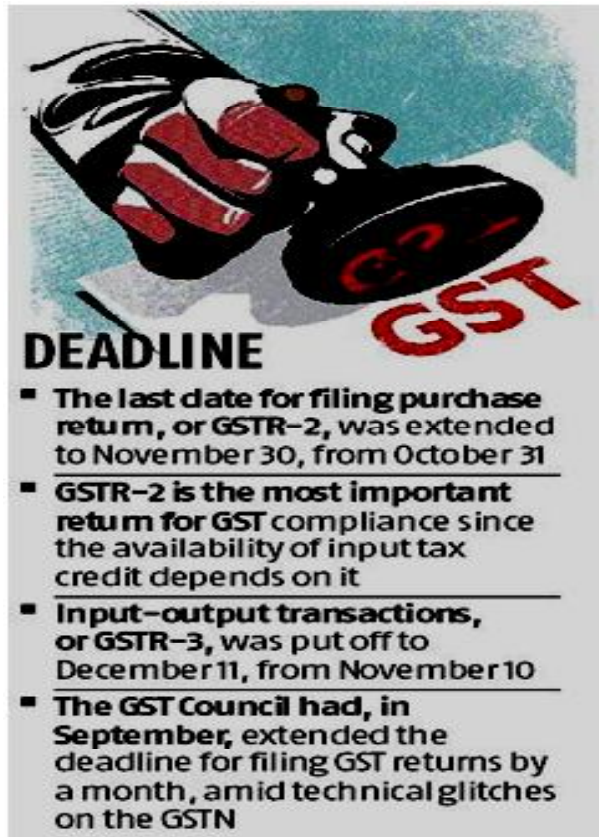 GST
GST
DEADLINE
▪ The last date for filing purchase
return, or GSTR-2, was extended
to November 30, from October 31
▪ GSTR-2 is the most important
return for GST compliance since
the availability of input tax
credit depends on it
▪ Input-output transactions,
or GSTR-3, was put off to
December 11, from November 10
▪ The GST Council had, in
September, extended the
deadline for filing GST returns by
a month, amid technical glitches
on the GSTN